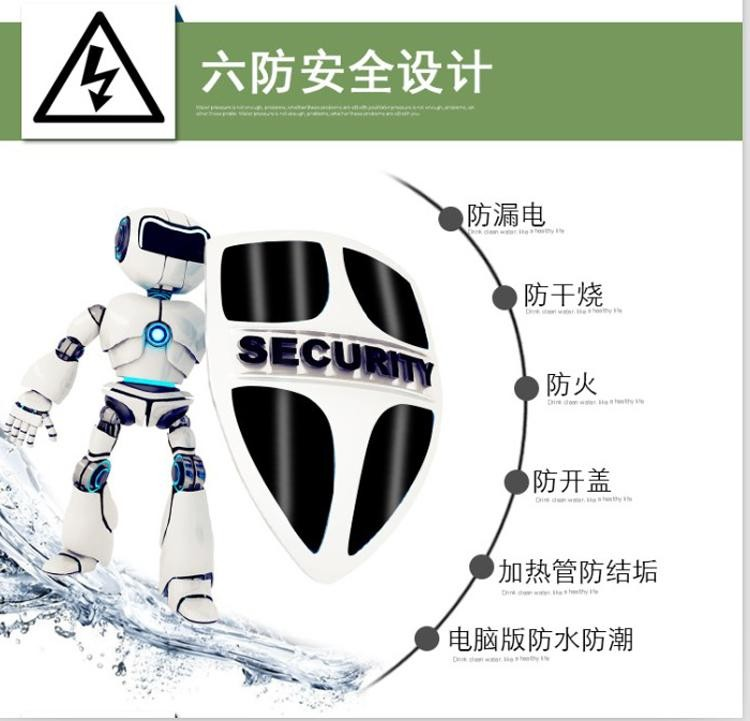 六防安全设计
SECURITY
防漏电
Drink clean water, like a healthy life
防干烧
Drink clean water, like a healthy life
防火
Drink clean water, like a healthy life
防开盖
Drink clean water, like a healthy life
加热管防结垢
Drink clean water, like a healthy life
电脑版防水防潮
Drink clean water, like a healthy life